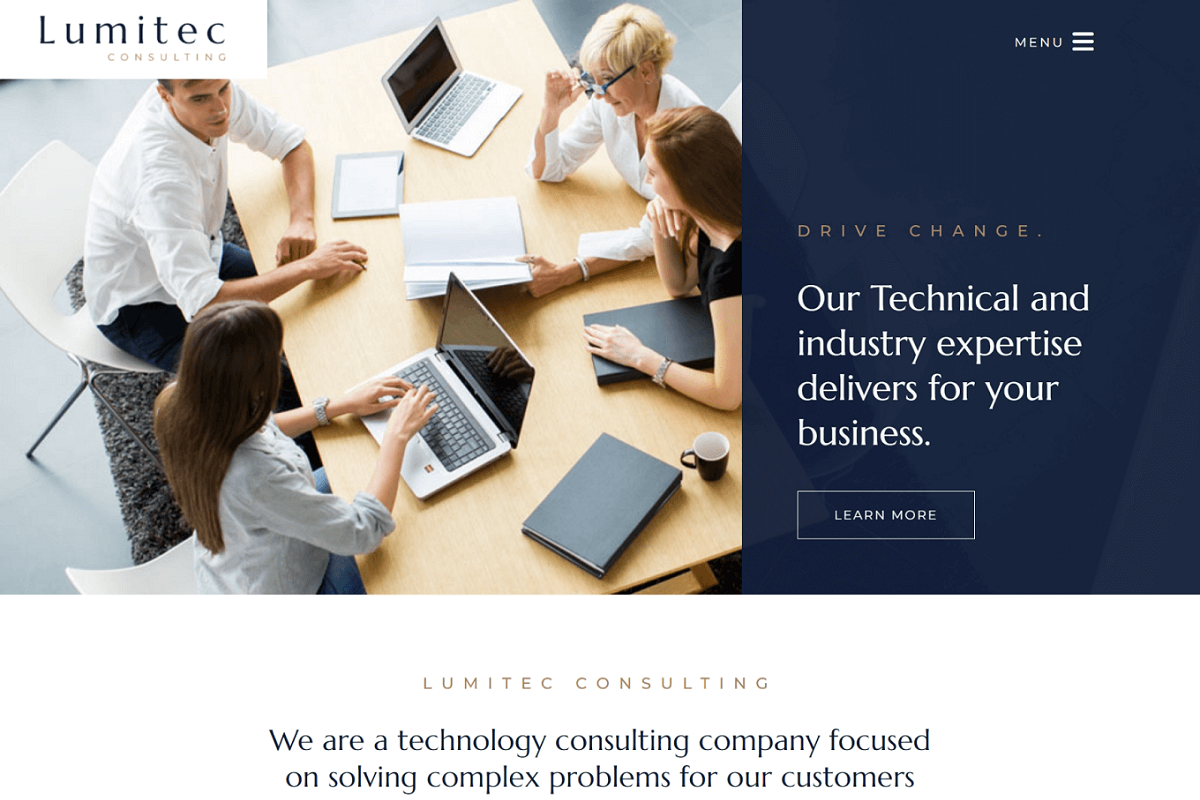 Lumitec
CONSULTING
MENU
DRIVE CHANGE.
Our Technical and
industry expertise
delivers for your
business.
LEARN MORE
LUMITEC CONSULTING
We are a technology consulting company focused
on solving complex problems for our customers